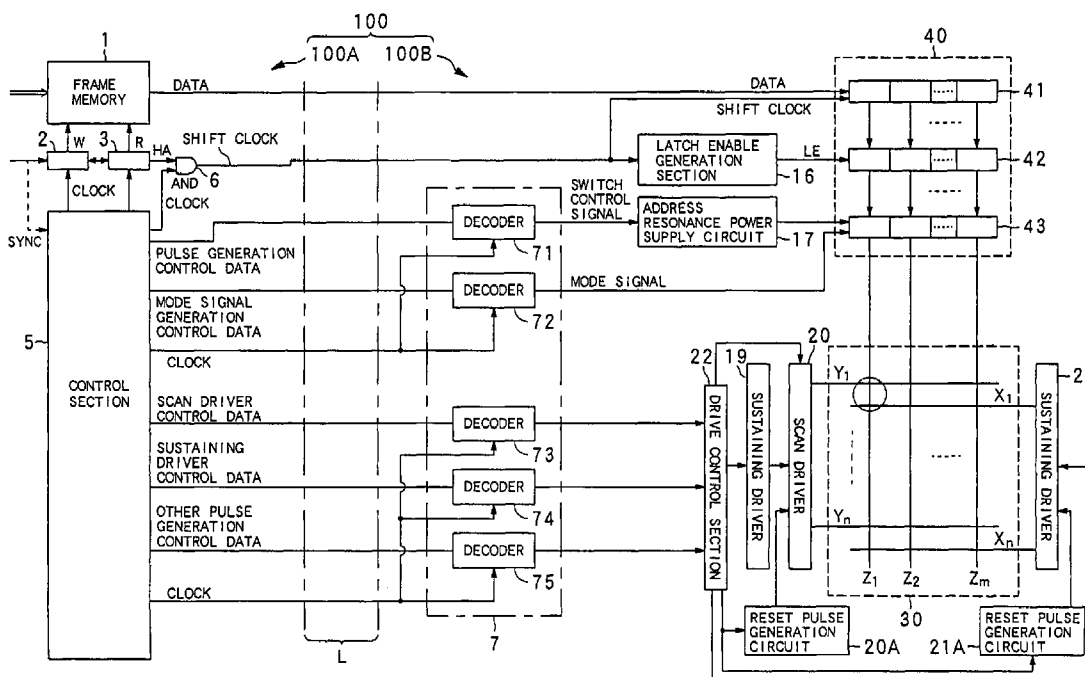 100
100A 100B
1
FRAME
MEMORY
DATA
DATA
SHIFT CLOCK
40
41
2
W
3
R
HA
SHIFT CLOCK
AND
6
CLOCK
CLOCK
SYNC
LATCH ENABLE
GENERATION
SECTION
16
LE
42
SWITCH
CONTROL
SIGNAL
ADDRESS
RESONANCE POWER
SUPPLY CIRCUIT
17
43
DECODER
71
PULSE GENERATION
CONTROL DATA
DECODER
72
MODE SIGNAL
MODE SIGNAL
GENERATION
CONTROL DATA
CLOCK
5
CONTROL
SECTION
SCAN DRIVER
CONTROL DATA
DECODER
73
SUSTAINING
DRIVER
CONTROL DATA
DECODER
74
OTHER PULSE
GENERATION
CONTROL DATA
DECODER
75
CLOCK
7
L
22
DRIVE CONTROL SECTION
19
SUSTAINING DRIVER
20
SCAN DRIVER
Y1
X1
Yn
Xn
Z1 Z2 Zm
30
2
SUSTAINING DRIVER
RESET PULSE
GENERATION
CIRCUIT
20A
21A
RESET PULSE
GENERATION
CIRCUIT